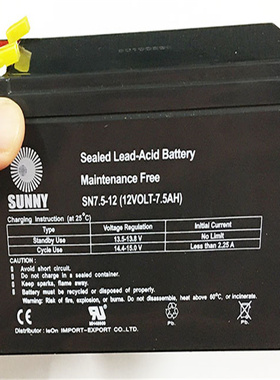 Sealed Lead-Acid Battery
Maintenance Free
SUNNY
SN7.5-12 (12VOLT-7.5AH)
Charging Instruction (at 25°C)
Type Voltage Regulation Initial Current
Standby Use 13.5-13.8 V No Limit
Cycle Use 14.4-15.0 V Less than 2.25 A
CAUTION:
Avoid short circuit.
Do not charge in a sealed container.
Keep sparks, flame away.
Battery must be recycled or disposed of properly.
Warning: Risk of fire, explosion, or burns. Do not disassemble, heat above 60°C, or incinerate.
Distributor : leOn IMPORT-EXPORT CO.,LTD.
Pb.
Pb.